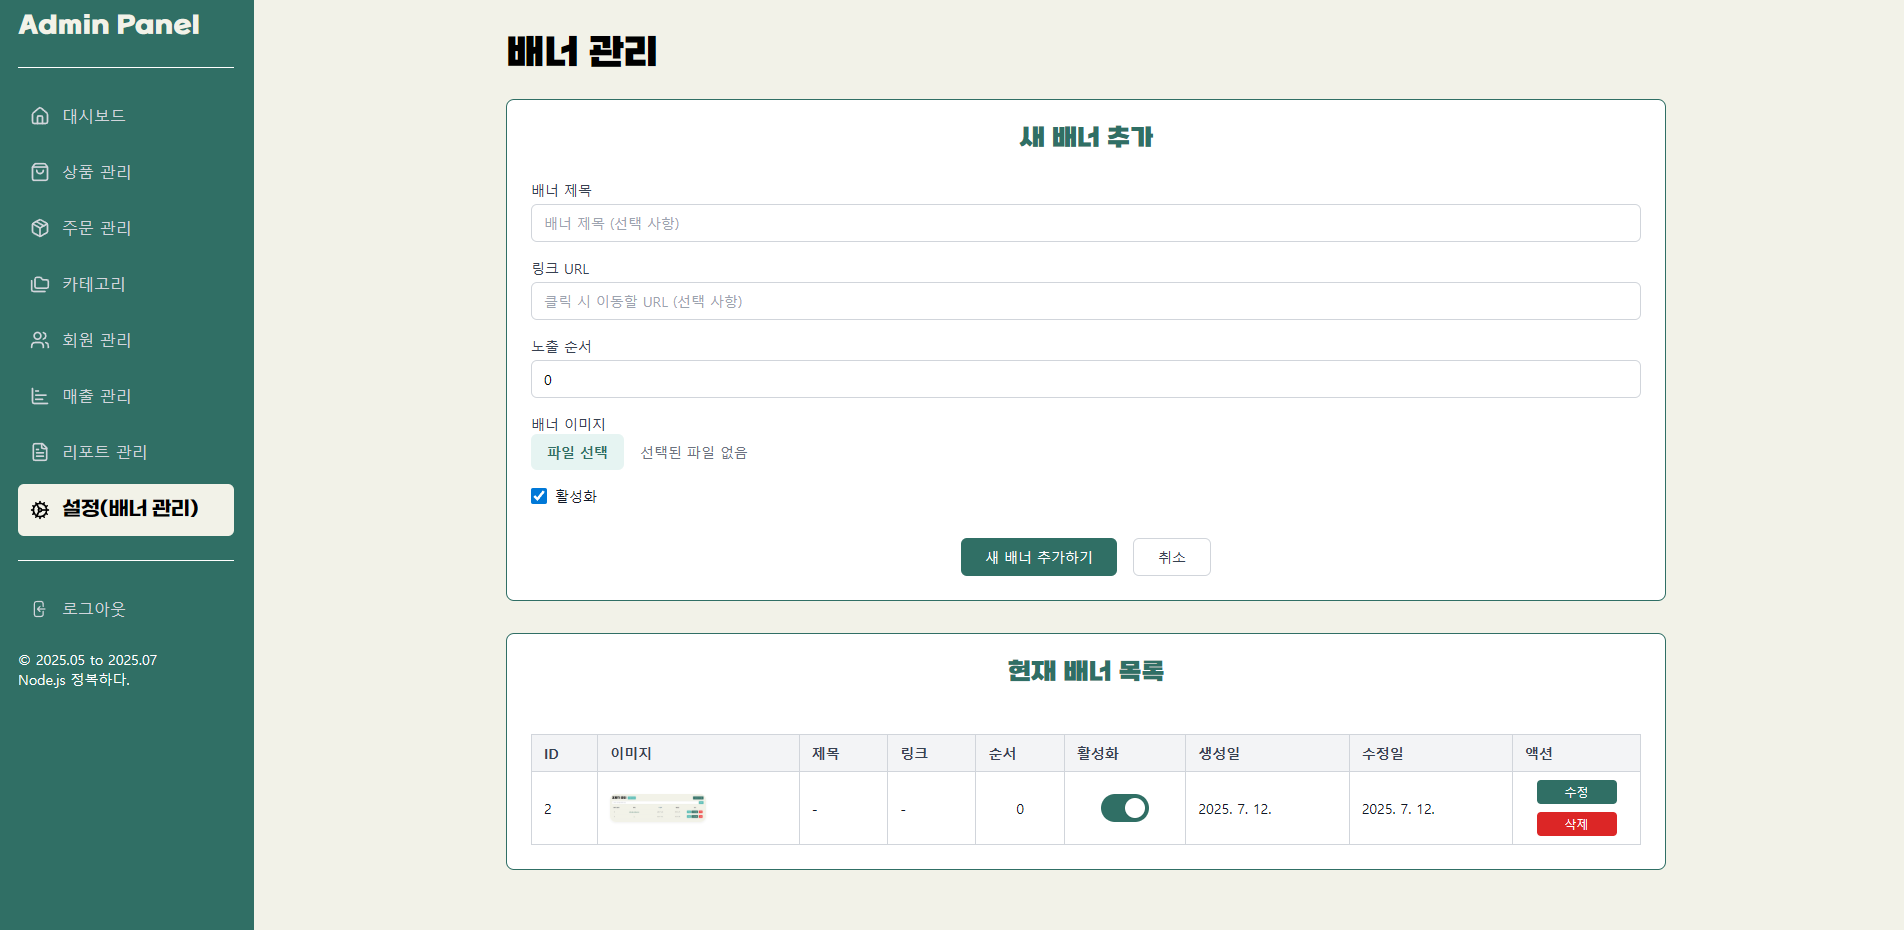 Admin Panel
대시보드
상품 관리
주문 관리
카테고리
회원 관리
매출 관리
리포트 관리
설정(배너 관리)
로그아웃
© 2025.05 to 2025.07
Node.js 정복하다.
배너 관리
새 배너 추가
배너 제목
배너 제목 (선택 사항)
링크 URL
클릭 시 이동할 URL (선택 사항)
노출 순서
0
배너 이미지
파일 선택 선택된 파일 없음
활성화
새 배너 추가하기 취소
현재 배너 목록
ID 이미지 제목 링크 순서 활성화 생성일 수정일 액션
2 - - 0 2025. 7. 12. 2025. 7. 12. 수정
삭제